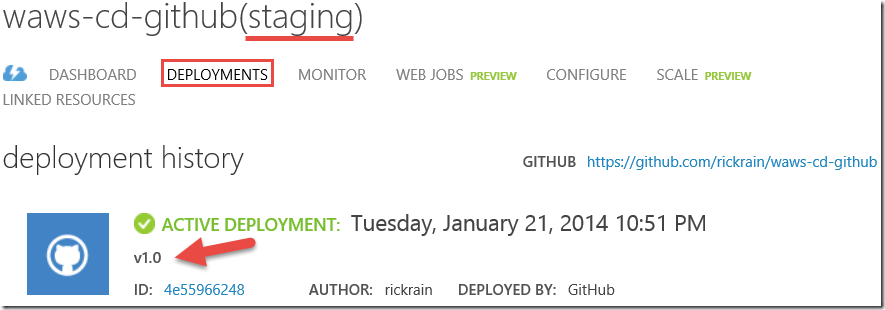 waws-cd-github(staging)
DASHBOARD DEPLOYMENTS MONITOR WEB JOBS PREVIEW CONFIGURE SCALE PREVIEW
LINKED RESOURCES
deployment history GITHUB https://github.com/rickrain/waws-cd-github
ACTIVE DEPLOYMENT: Tuesday, January 21, 2014 10:51 PM
v1.0
ID: 4e55966248 AUTHOR: rickrain DEPLOYED BY: GitHub